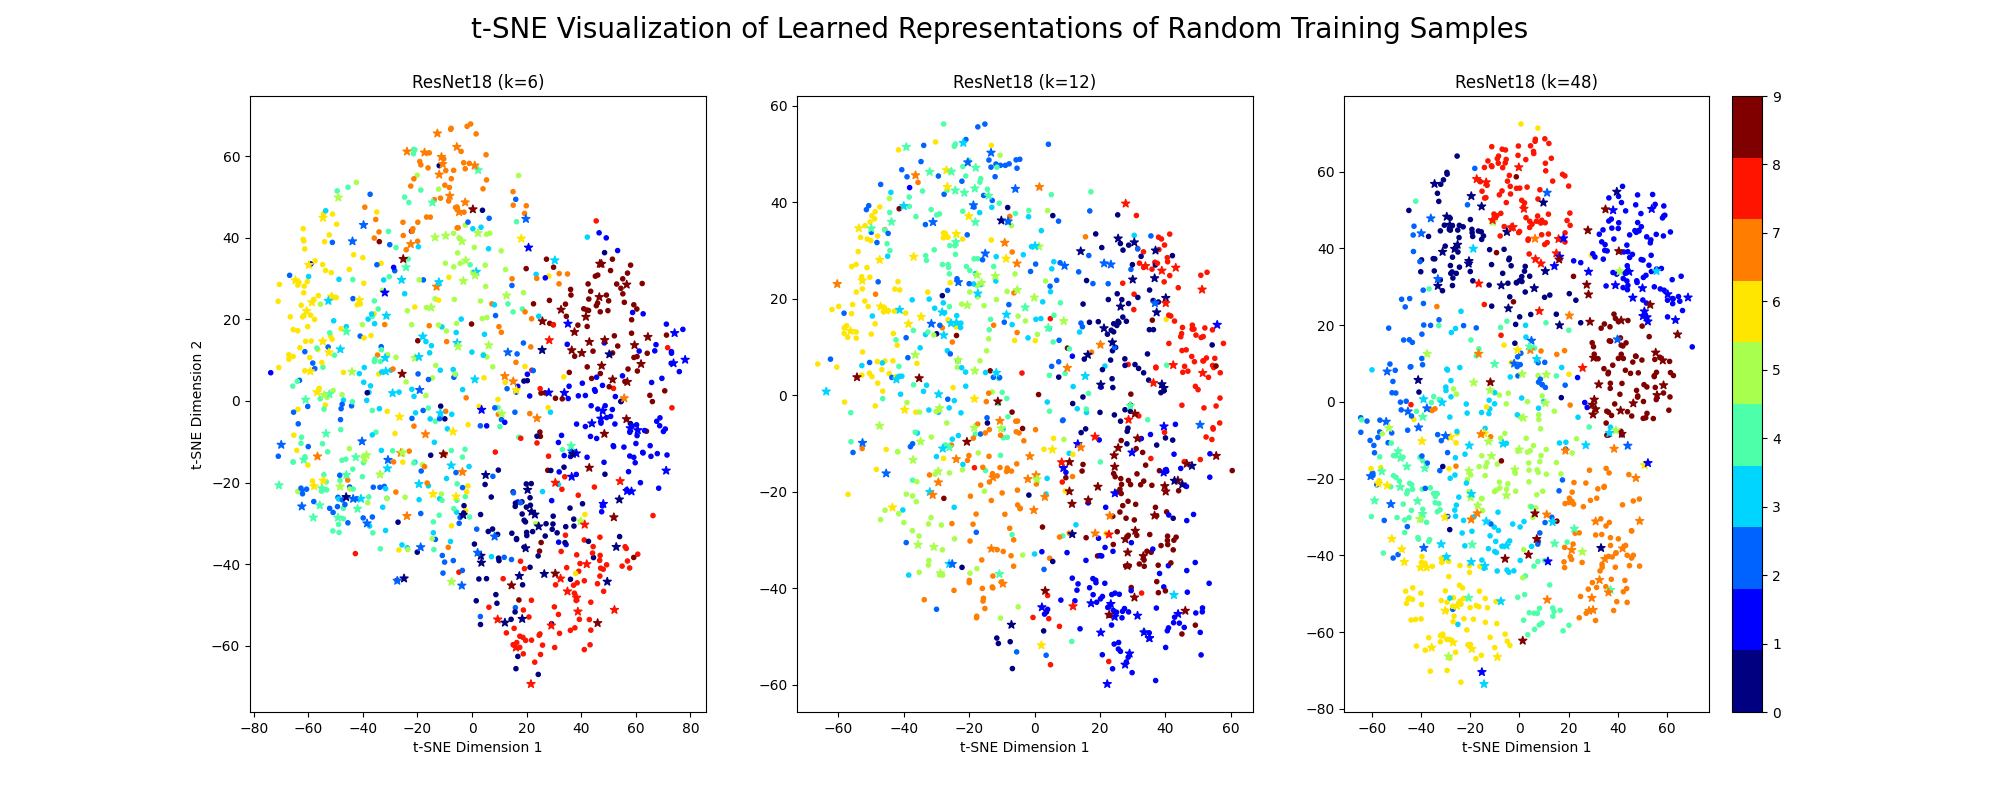 t-SNE Visualization of Learned Representations of Random Training Samples
ResNet18 (k=6)
ResNet18 (k=12)
ResNet18 (k=48)
t-SNE Dimension 2
60
40
20
0
−20
−40
−60
−80 −60 −40 −20 0 20 40 60 80
t-SNE Dimension 1
60
40
20
0
−20
−40
−60
−60 −40 −20 0 20 40 60
t-SNE Dimension 1
60
40
20
0
−20
−40
−60
−80
−60 −40 −20 0 20 40 60
t-SNE Dimension 1
9
8
7
6
5
4
3
2
1
0